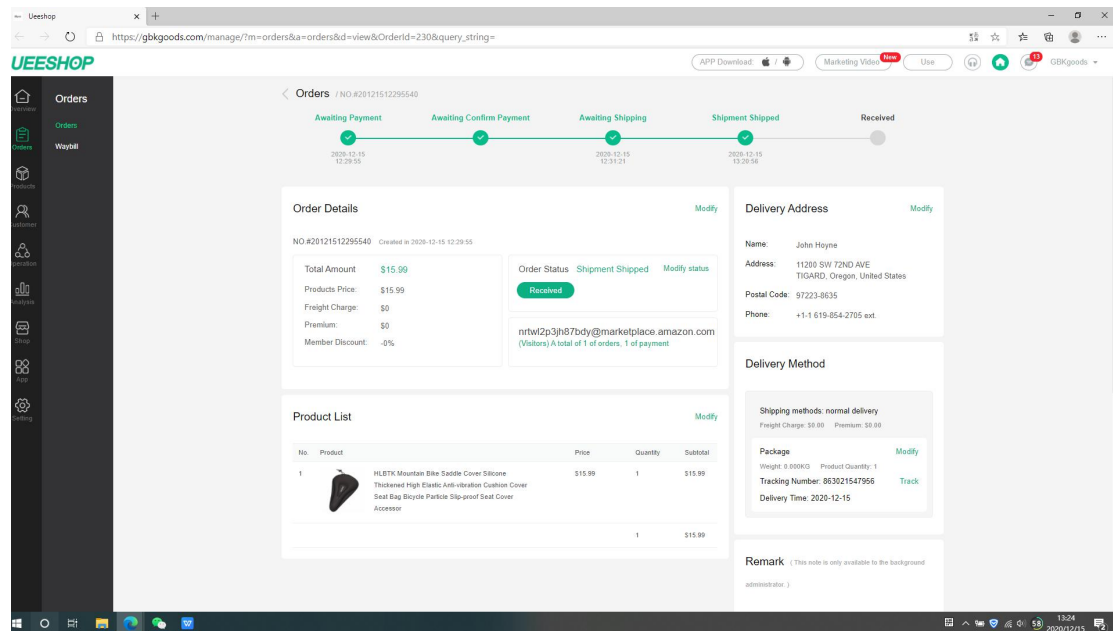 Ueeshop
https://gbkgoods.com/manage/?m=orders&a=orders&d=view&OrderId=230&query_string=
UEESHOP
APP Download: /
Marketing Video
New
Use
13
GBKgoods
Overview
Orders
Products
Customer
Operation
Analysis
Shop
App
Setting
Orders
Orders
Waybill
Orders / NO.#20121512295540
Awaiting Payment Awaiting Confirm Payment Awaiting Shipping Shipment Shipped Received
2020-12-15 2020-12-15 2020-12-15
12:29:55 12:31:21 13:20:56
Order Details Modify
NO.#20121512295540 Created in 2020-12-15 12:29:55
Total Amount $15.99
Products Price: $15.99
Freight Charge: $0
Premium: $0
Member Discount: -0%
Order Status Shipment Shipped Modify status
Received
nrtwl2p3jh87bdy@marketplace.amazon.com
(Visitors) A total of 1 of orders, 1 of payment
Product List Modify
No. Product Price Quantity Subtotal
1 HLBTK Mountain Bike Saddle Cover Silicone $15.99 1 $15.99
Thickened High Elastic Anti-vibration Cushion Cover
Seat Bag Bicycle Particle Slip-proof Seat Cover
Accessor
1 $15.99
Delivery Address Modify
Name: John Hoyne
Address: 11200 SW 72ND AVE
TIGARD, Oregon, United States
Postal Code: 97223-8635
Phone: +1-1 619-854-2705 ext.
Delivery Method
Shipping methods: normal delivery
Freight Charge: $0.00 Premium: $0.00
Package Modify
Weight: 0.000KG Product Quantity: 1
Tracking Number: 863021547956 Track
Delivery Time: 2020-12-15
Remark ( This note is only available to the background
administrator. )
58
13:24
2020/12/15